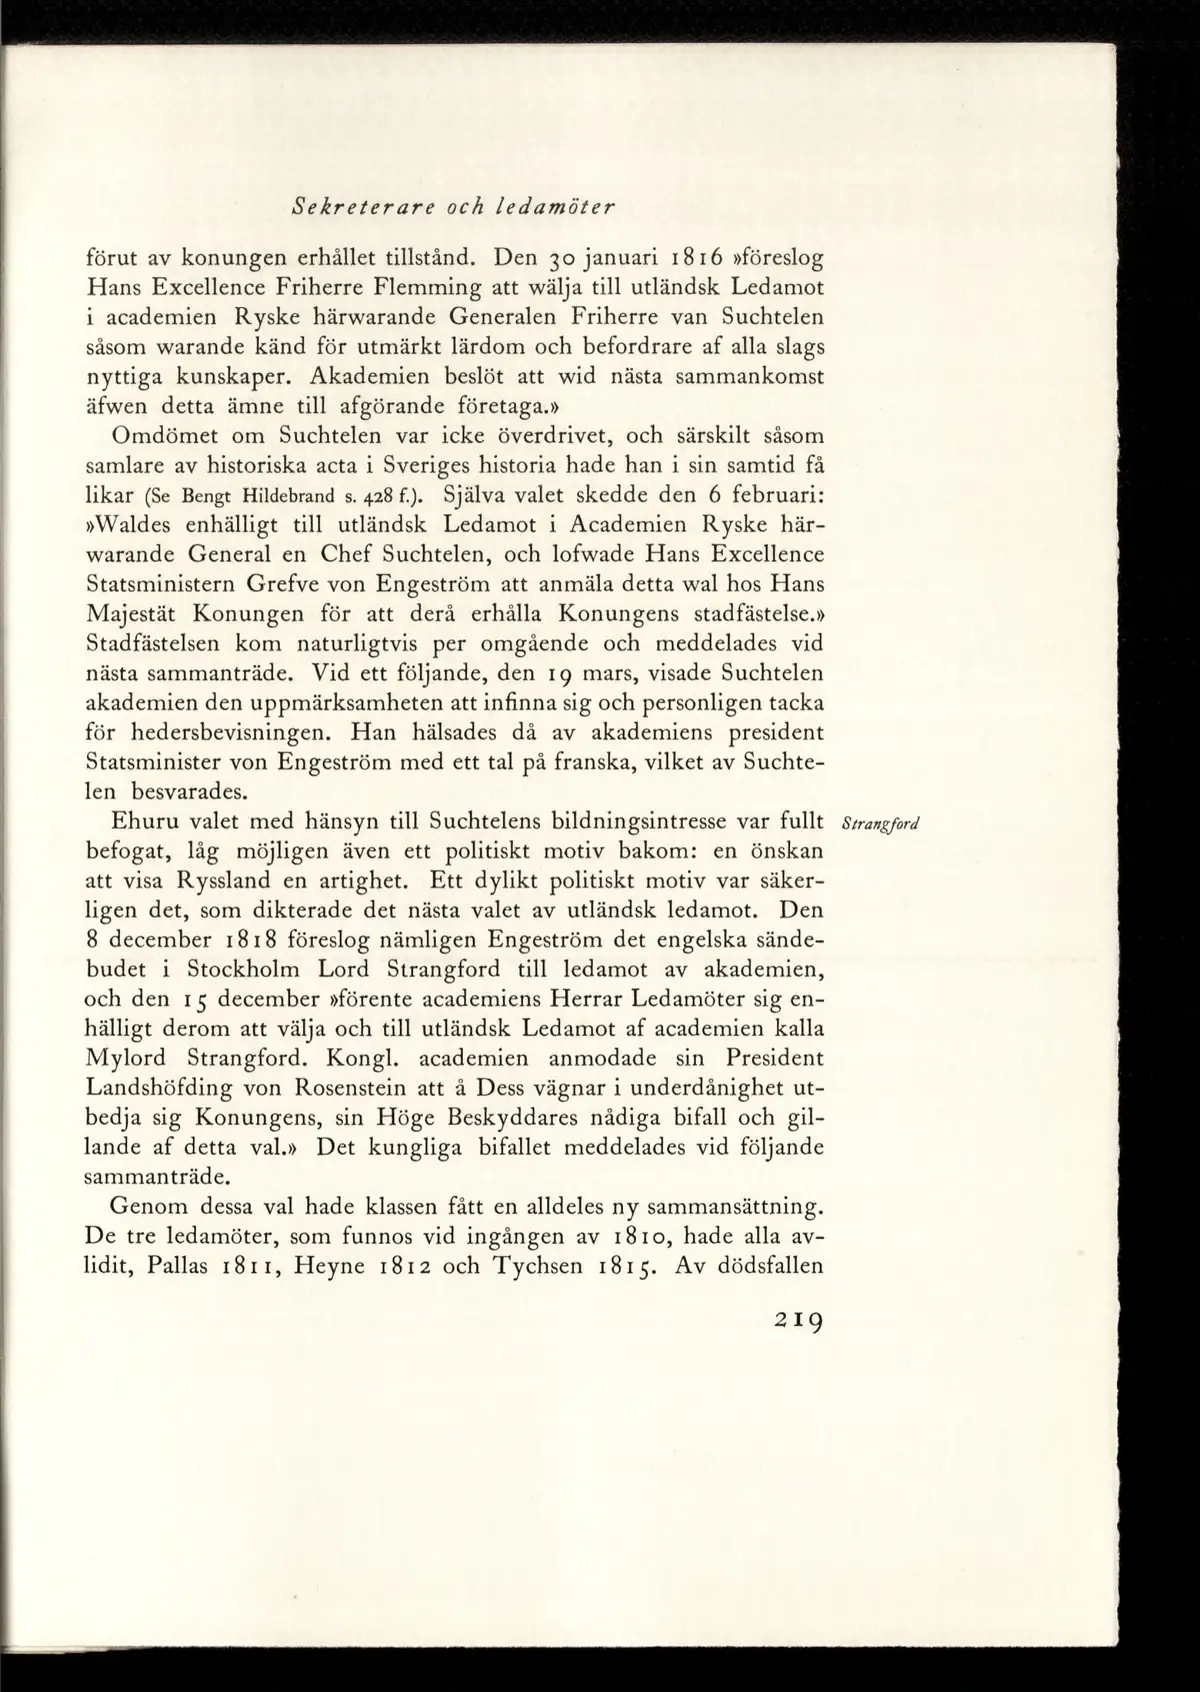 Sekreterare och ledamöter
förut av konungen erhållet tillstånd. Den 30 januari 1816 »föreslog
Hans Excellence Friherre Flemming att wälja till utländsk Ledamot
i academien Ryske härwarande Generalen Friherre van Suchtelen
såsom warande känd för utmärkt lärdom och befordrare af alla slags
nyttiga kunskaper. Akademien beslöt att wid nästa sammankomst
äfwen detta ämne till afgörande företaga.»
Omdömet om Suchtelen var icke överdrivet, och särskilt såsom
samlare av historiska acta i Sveriges historia hade han i sin samtid få
likar (Se Bengt Hildebrand s. 428 f.). Själva valet skedde den 6 februari:
»Waldes enhälligt till utländsk Ledamot i Academien Ryske här-
warande General en Chef Suchtelen, och lofwade Hans Excellence
Statsministern Grefve von Engeström att anmäla detta wal hos Hans
Majestät Konungen för att derå erhålla Konungens stadfästelse.»
Stadfästelsen kom naturligtvis per omgående och meddelades vid
nästa sammanträde. Vid ett följande, den 19 mars, visade Suchtelen
akademien den uppmärksamheten att infinna sig och personligen tacka
för hedersbevisningen. Han hälsades då av akademiens president
Statsminister von Engeström med ett tal på franska, vilket av Suchte-
len besvarades.
Ehuru valet med hänsyn till Suchtelens bildningsintresse var fullt Strangford
befogat, låg möjligen även ett politiskt motiv bakom: en önskan
att visa Ryssland en artighet. Ett dylikt politiskt motiv var säker-
ligen det, som dikterade det nästa valet av utländsk ledamot. Den
8 december 1818 föreslog nämligen Engeström det engelska sände-
budet i Stockholm Lord Strangford till ledamot av akademien,
och den 15 december »förente academiens Herrar Ledamöter sig en-
hälligt derom att välja och till utländsk Ledamot af academien kalla
Mylord Strangford. Kongl. academien anmodade sin President
Landshöfding von Rosenstein att å Dess vägnar i underdånighet ut-
bedja sig Konungens, sin Höge Beskyddares nådiga bifall och gil-
lande af detta val.» Det kungliga bifallet meddelades vid följande
sammanträde.
Genom dessa val hade klassen fått en alldeles ny sammansättning.
De tre ledamöter, som funnos vid ingången av 1810, hade alla av-
lidit, Pallas 1811, Heyne 1812 och Tychsen 1815. Av dödsfallen
219